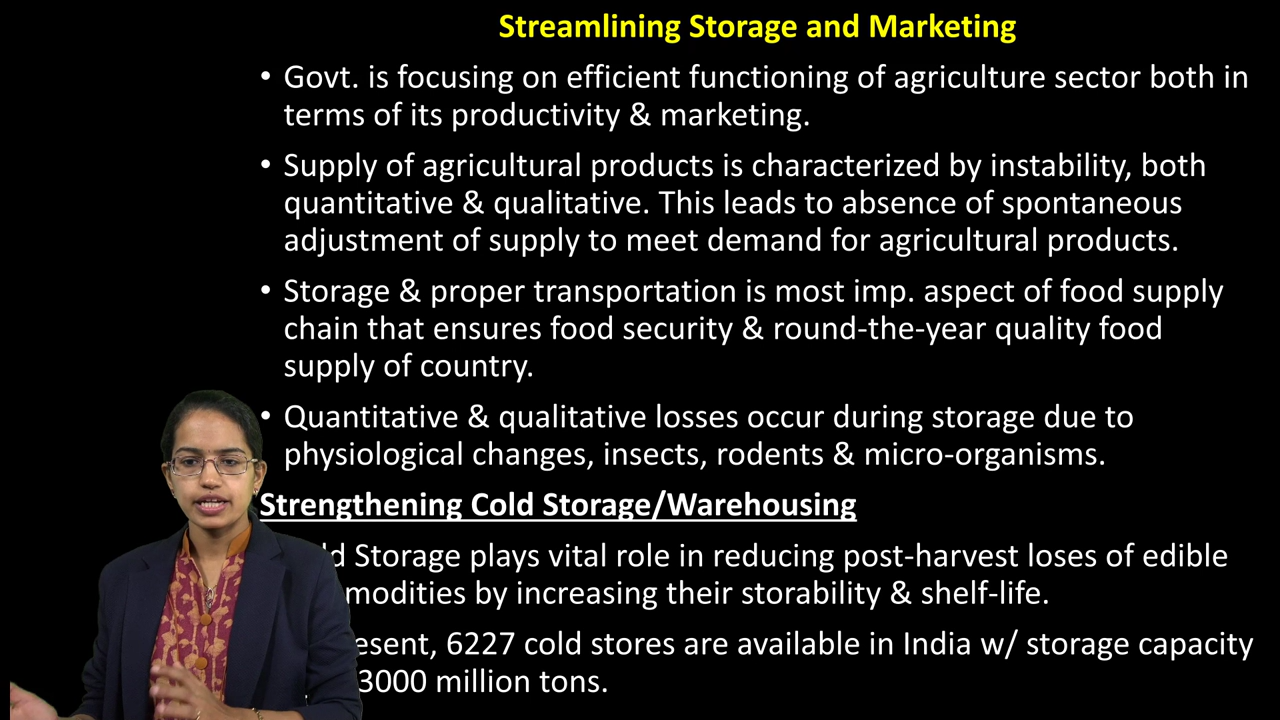 Streamlining Storage and Marketing
• Govt. is focusing on efficient functioning of agriculture sector both in
terms of its productivity & marketing.
• Supply of agricultural products is characterized by instability, both
quantitative & qualitative. This leads to absence of spontaneous
adjustment of supply to meet demand for agricultural products.
• Storage & proper transportation is most imp. aspect of food supply
chain that ensures food security & round-the-year quality food
supply of country.
• Quantitative & qualitative losses occur during storage due to
physiological changes, insects, rodents & micro-organisms.
Strengthening Cold Storage/Warehousing
Storage plays vital role in reducing post-harvest loses of edible
by increasing their storability & shelf-life.
6227 cold stores are available in India w/ storage capacity
3000 million tons.